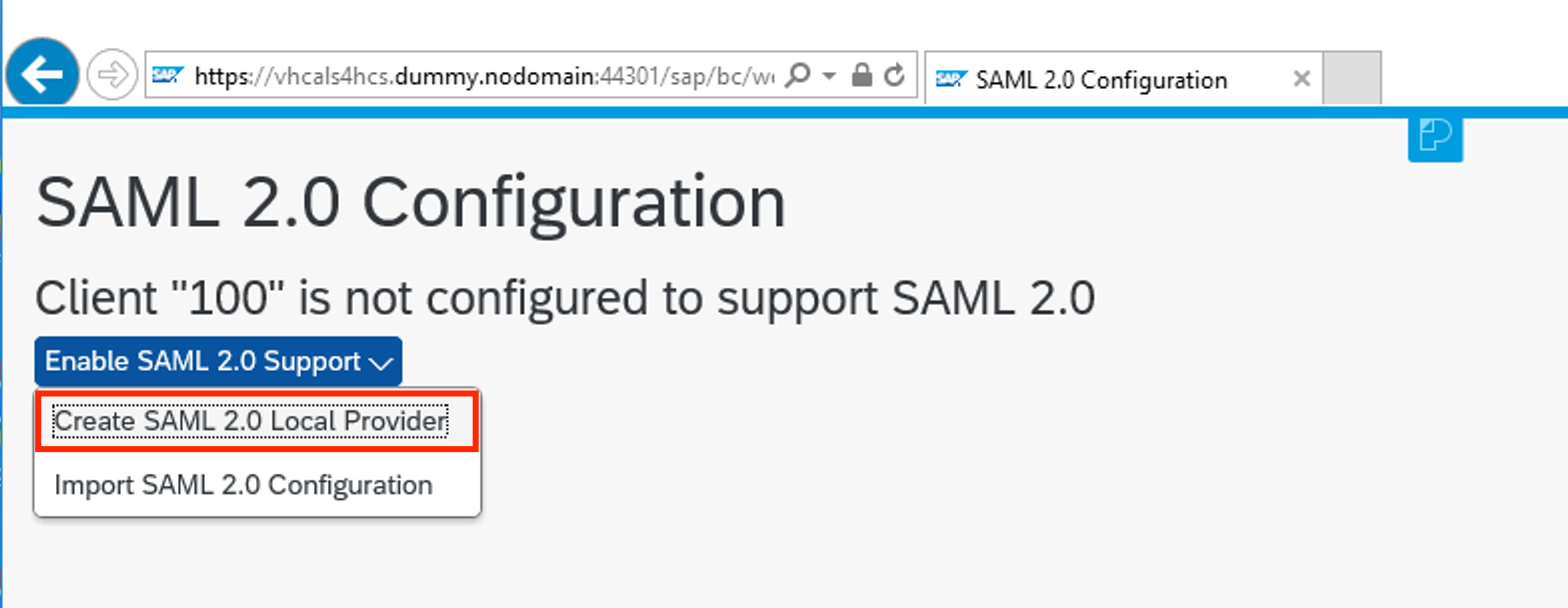 SAP https://vhcals4hcs.dummy.nodomain:44301/sap/bc/w
SAP SAML 2.0 Configuration
SAML 2.0 Configuration
Client "100" is not configured to support SAML 2.0
Enable SAML 2.0 Support
Create SAML 2.0 Local Provider
Import SAML 2.0 Configuration